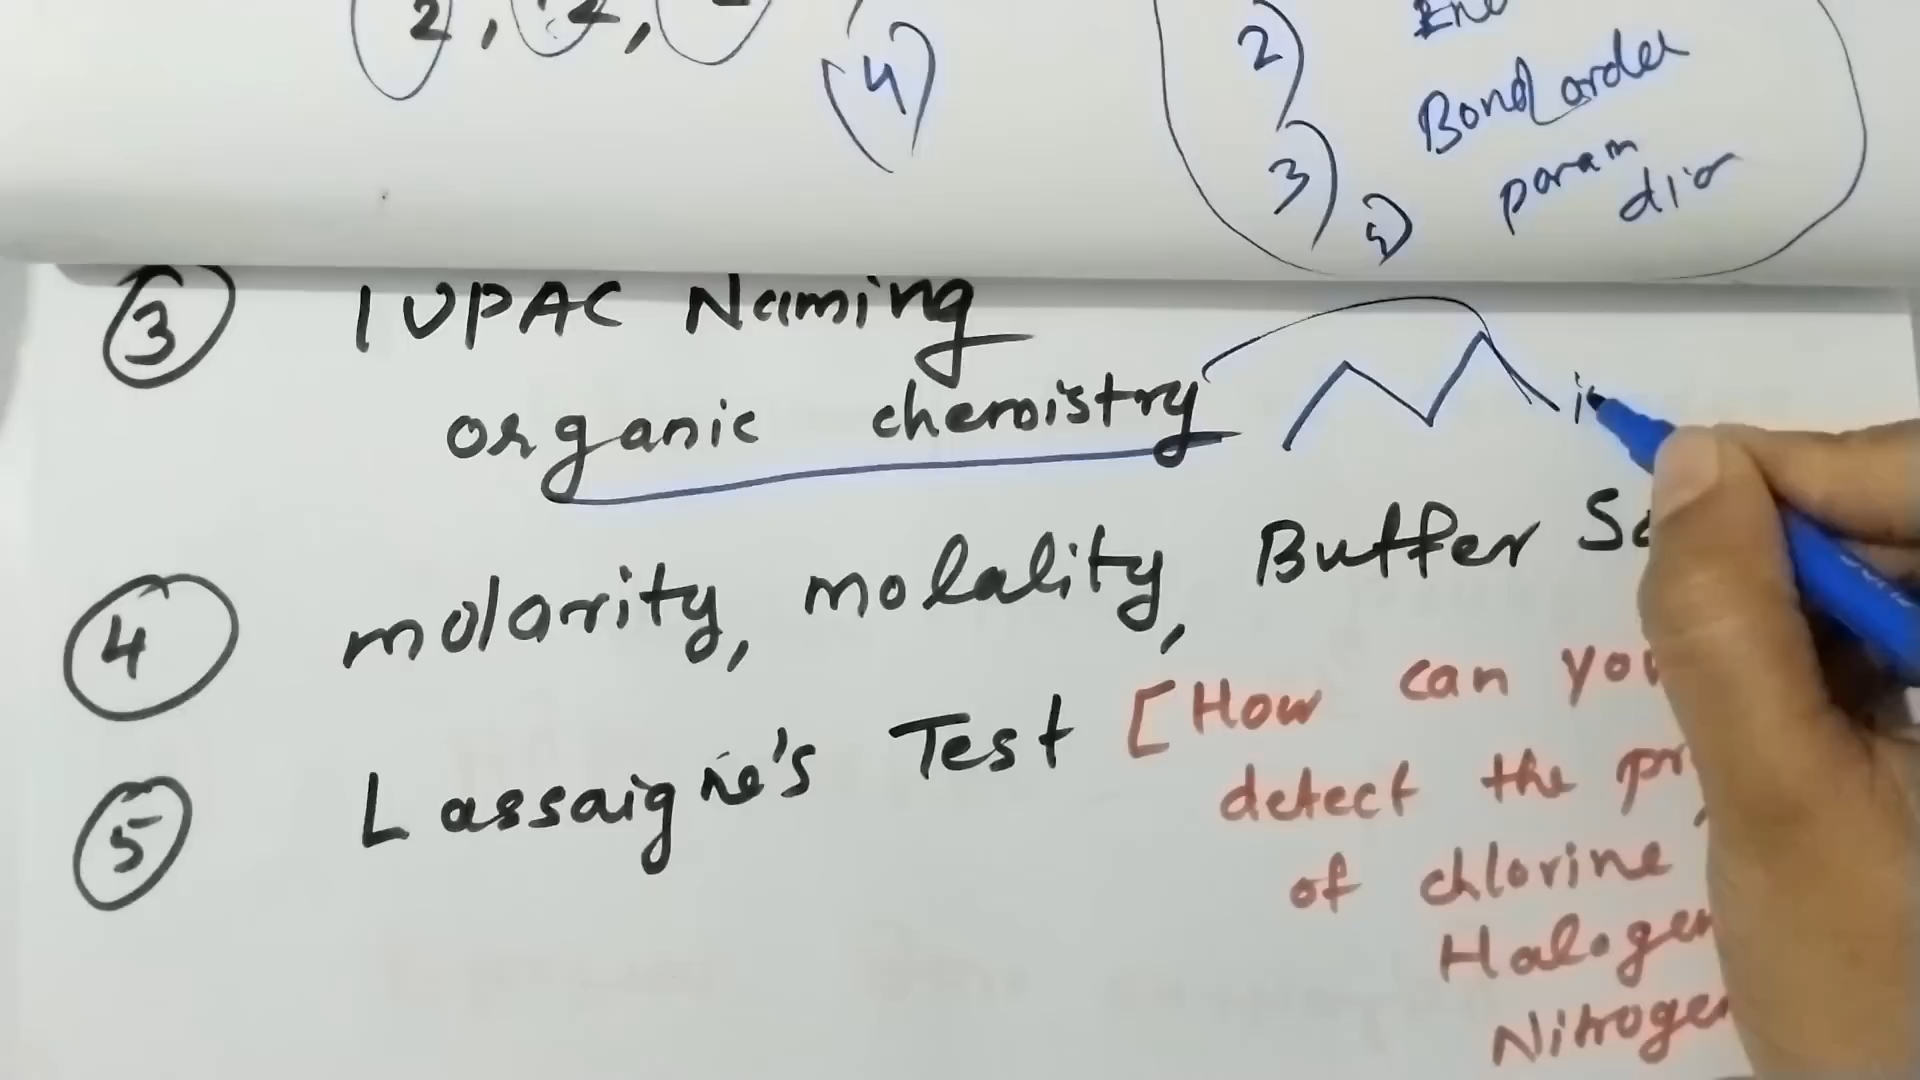 2, 2,
(4)
2)
3)
Bond order
param
dia
③ IUPAC Naming
organic chemistry
④ molarity, molality, Buffer
⑤ Lassaigne's Test [How can you
detect the
of chlorine,
Halogen
Nitrogen